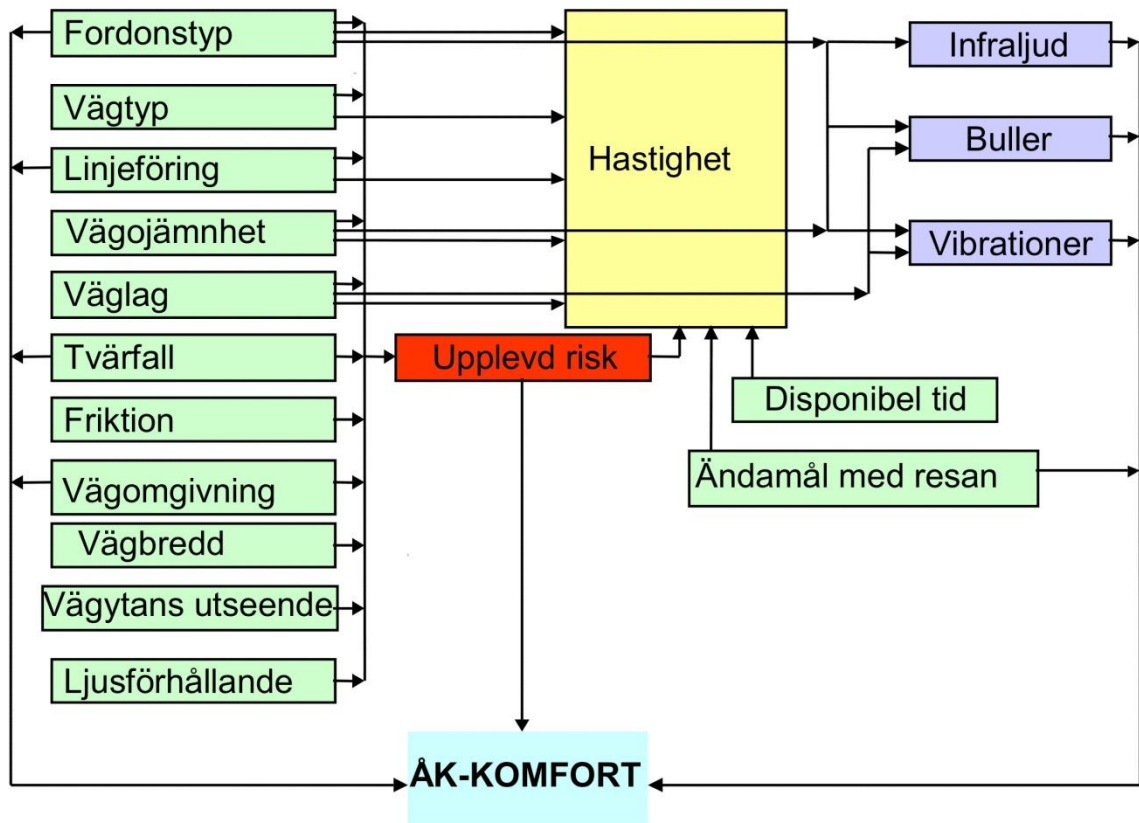 Fordonstyp
Vägtyp
Linjeföring
Vägojämnhet
Väglag
Tvärfall
Friktion
Vägomgivning
Vägbredd
Vägytans utseende
Ljusförhållande
Hastighet
Upplevd risk
Disponibel tid
Ändamål med resan
Infraljud
Buller
Vibrationer
ÅK-KOMFORT